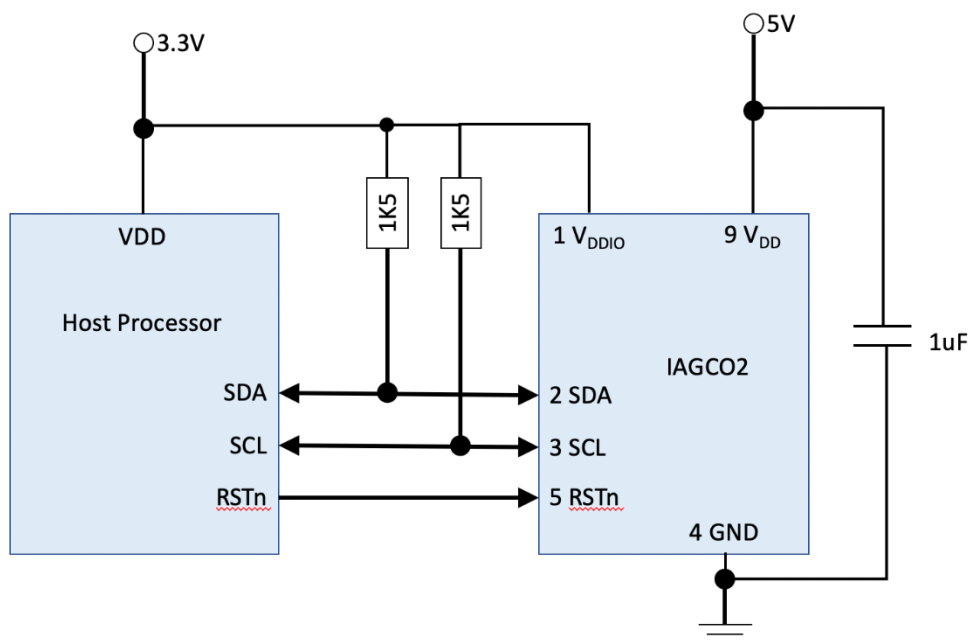 3.3V
5V
1K5
1K5
VDD
Host Processor
SDA
SCL
RSTn
1 VDDIO
9 VDD
IAGCO2
2 SDA
3 SCL
5 RSTn
4 GND
1uF